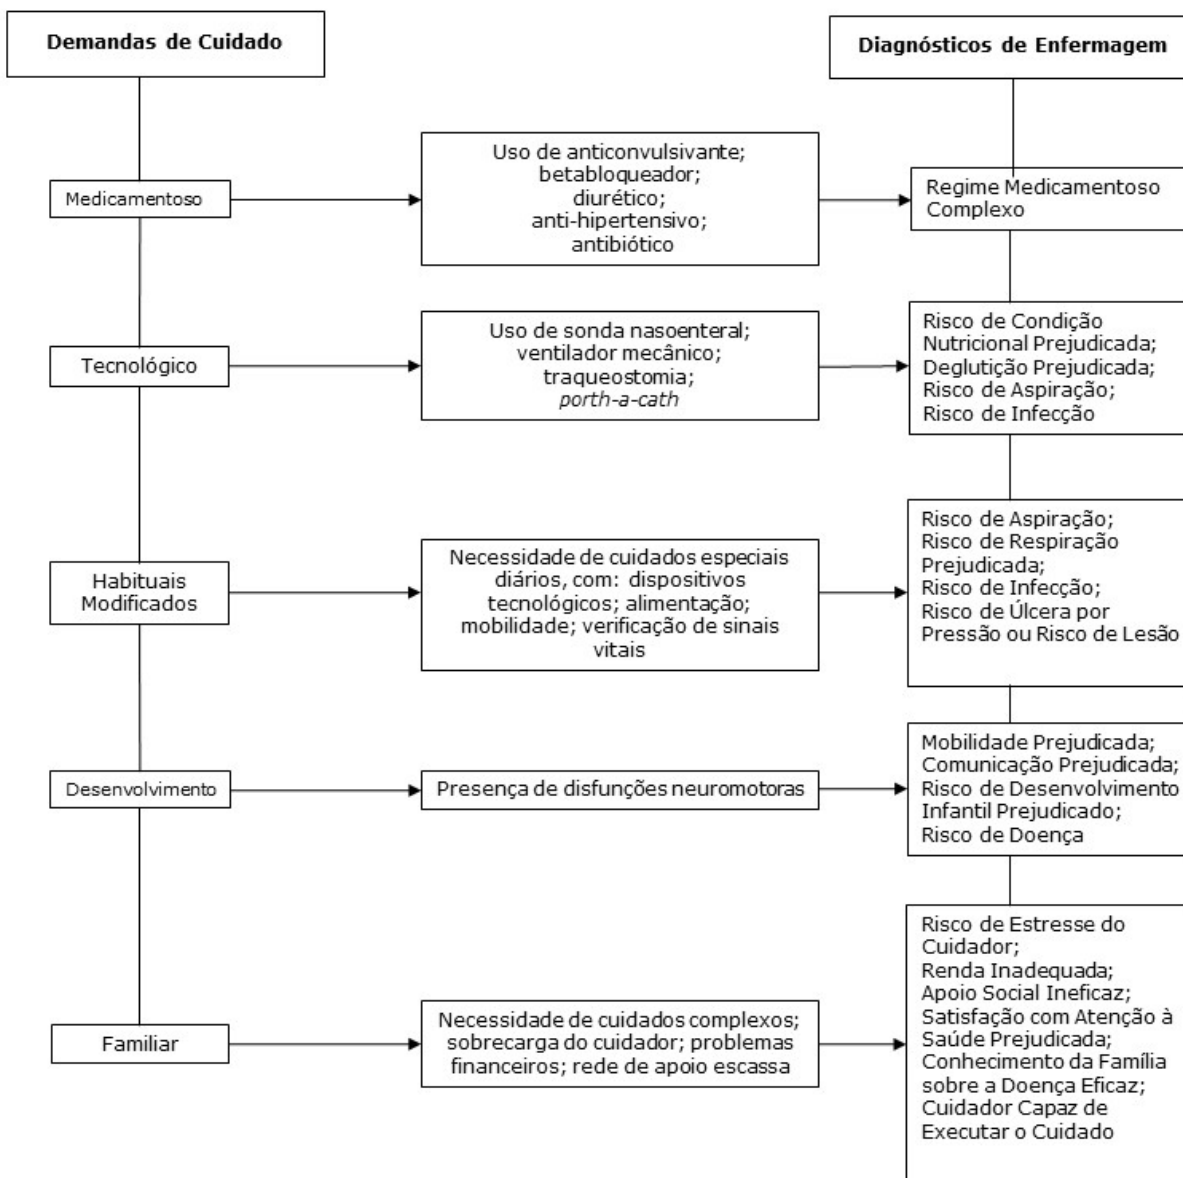 Demandas de Cuidado
Diagnósticos de Enfermagem
Medicamentoso
Uso de anticonvulsivante;
betabloqueador;
diurético;
anti-hipertensivo;
antibiótico
Regime Medicamentoso
Complexo
Tecnológico
Uso de sonda nasoenteral;
ventilador mecânico;
traqueostomia;
porth-a-cath
Risco de Condição
Nutricional Prejudicada;
Deglutição Prejudicada;
Risco de Aspiração;
Risco de Infecção
Habituais
Modificados
Necessidade de cuidados especiais
diários, com: dispositivos
tecnológicos; alimentação;
mobilidade; verificação de sinais
vitais
Risco de Aspiração;
Risco de Respiração
Prejudicada;
Risco de Infecção;
Risco de Úlcera por
Pressão ou Risco de Lesão
Desenvolvimento
Presença de disfunções neuromotoras
Mobilidade Prejudicada;
Comunicação Prejudicada;
Risco de Desenvolvimento
Infantil Prejudicado;
Risco de Doença
Familiar
Necessidade de cuidados complexos;
sobrecarga do cuidador; problemas
financeiros; rede de apoio escassa
Risco de Estresse do
Cuidador;
Renda Inadequada;
Apoio Social Ineficaz;
Satisfação com Atenção à
Saúde Prejudicada;
Conhecimento da Família
sobre a Doença Eficaz;
Cuidador Capaz de
Executar o Cuidado